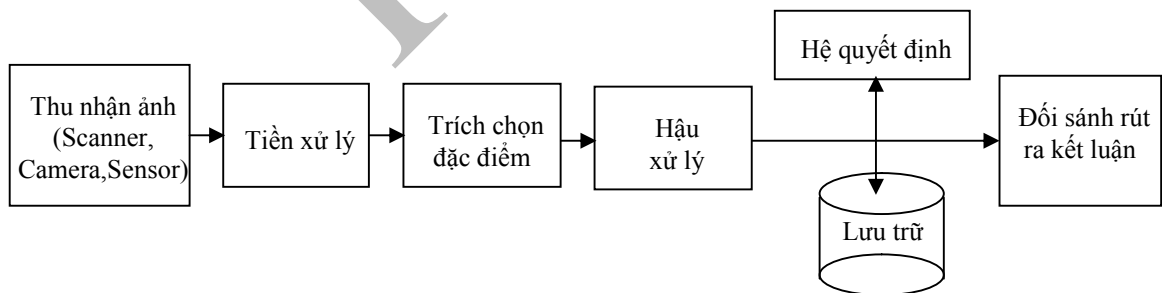 Thu nhận ảnh
(Scanner,
Camera,Sensor)
Tiền xử lý
Trích chọn
đặc điểm
Hậu
xử lý
Hệ quyết định
Lưu trữ
Đối sánh rút
ra kết luận